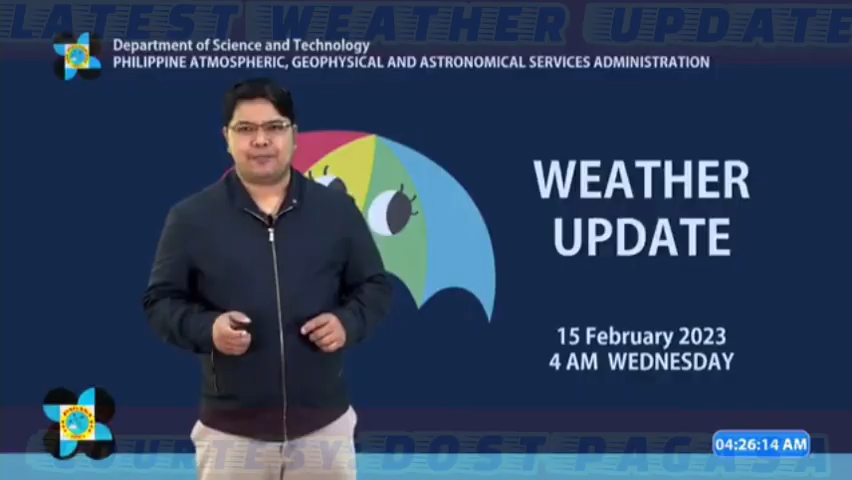 LATEST WEATHER UPDATE
Department of Science and Technology
PHILIPPINE ATMOSPHERIC, GEOPHYSICAL AND ASTRONOMICAL SERVICES ADMINISTRATION
WEATHER
UPDATE
15 February 2023
4 AM WEDNESDAY
COURTESY: DOST PAGASA
04:26:14 AM